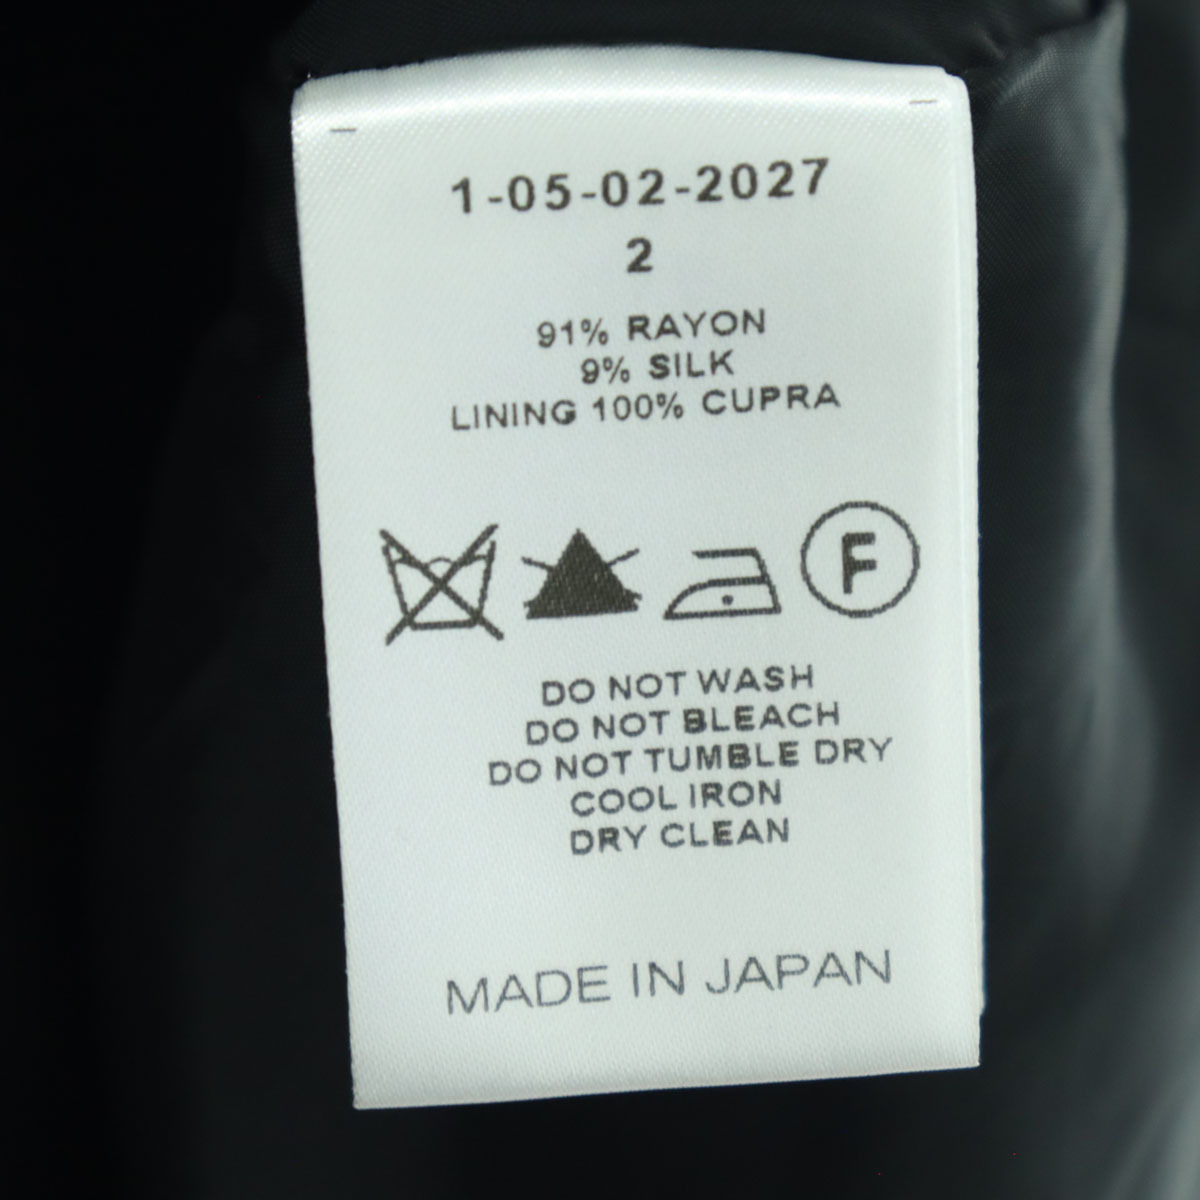 1-05-02-2027
2
91% RAYON
9% SILK
LINING 100% CUPRA
F
DO NOT WASH
DO NOT BLEACH
DO NOT TUMBLE DRY
COOL IRON
DRY CLEAN
MADE IN JAPAN